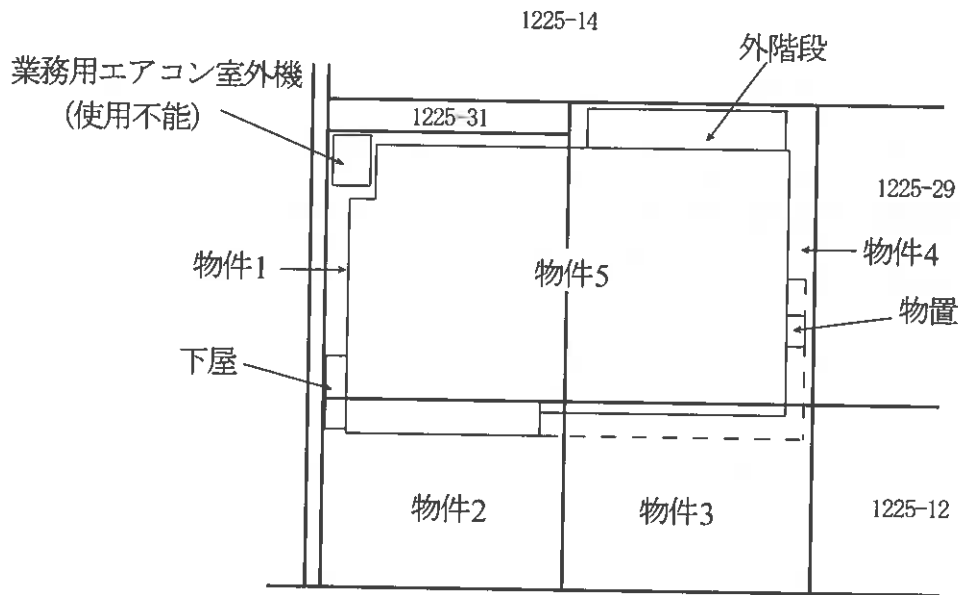 1225-14
外階段
業務用エアコン室外機
(使用不能)
1225-31
1225-29
物件1
物件5
物件4
物置
下屋
物件2
物件3
1225-12